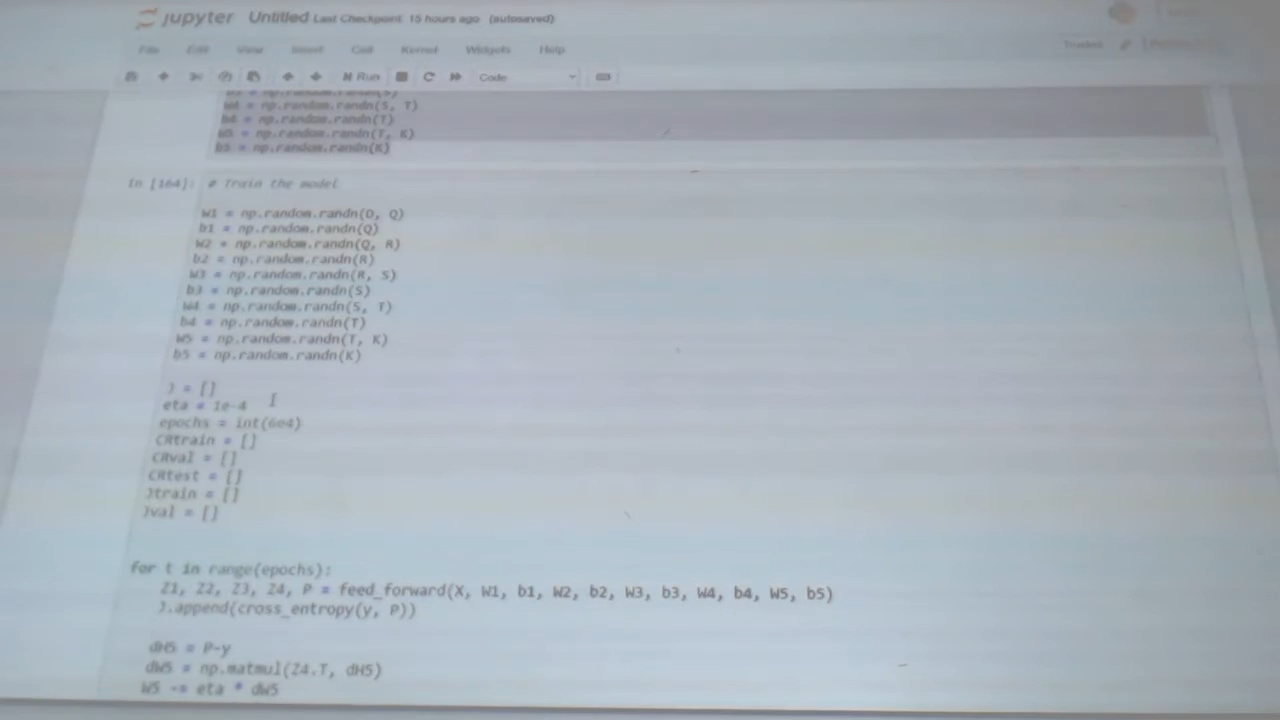 jupyter Untitled Last Checkpoint: 15 hours ago (autosaved)
File Edit View Insert Cell Kernel Widgets Help Trusted
Run Code
b3 = np.random.randn(S)
W4 = np.random.randn(S, T)
b4 = np.random.randn(T)
W5 = np.random.randn(T, K)
b5 = np.random.randn(K)
In [164]: # Train the model
W1 = np.random.randn(D, Q)
b1 = np.random.randn(Q)
W2 = np.random.randn(Q, R)
b2 = np.random.randn(R)
W3 = np.random.randn(R, S)
b3 = np.random.randn(S)
W4 = np.random.randn(S, T)
b4 = np.random.randn(T)
W5 = np.random.randn(T, K)
b5 = np.random.randn(K)
J = []
eta = 1e-4
epochs = int(6e4)
CRtrain = []
CRval = []
CRtest = []
Jtrain = []
Jval = []
for t in range(epochs):
Z1, Z2, Z3, Z4, P = feed_forward(X, W1, b1, W2, b2, W3, b3, W4, b4, W5, b5)
J.append(cross_entropy(y, P))
dH5 = P-y
dW5 = np.matmul(Z4.T, dH5)
W5 -= eta * dW5